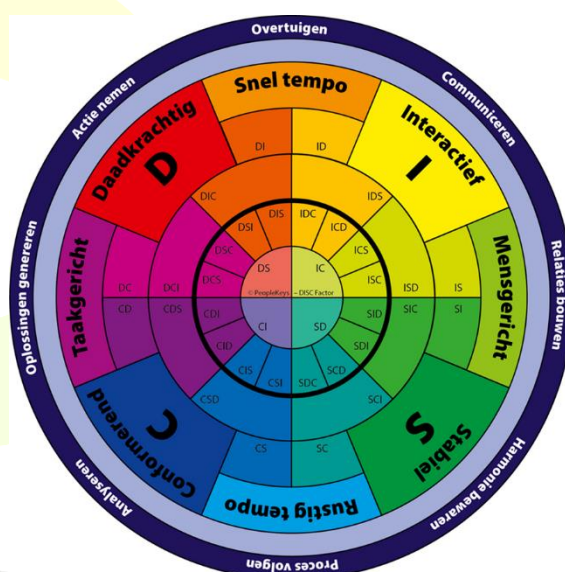 Overtuigen
Actie nemen
Communiceren
Snel tempo
Daadkrachtig
D
Interactief
I
DI
ID
DIC
IDS
DIS
IDC
DSI
ICD
DSC
ICS
DCS
ISC
DS
IC
Taakgericht
Mensgericht
DC
DCI
ISD
IS
Oplossingen genereren
Relaties bouwen
© PeopleKeys – DISC Factor
CD
CDS
CDI
SID
SIC
SI
CI
SD
CID
SDI
CIS
SCD
CSI
SDC
CSD
SCI
CS
SC
Conformerend
C
Stabiel
S
Rustig tempo
Analyseren
Harmonie bewaren
Proces volgen